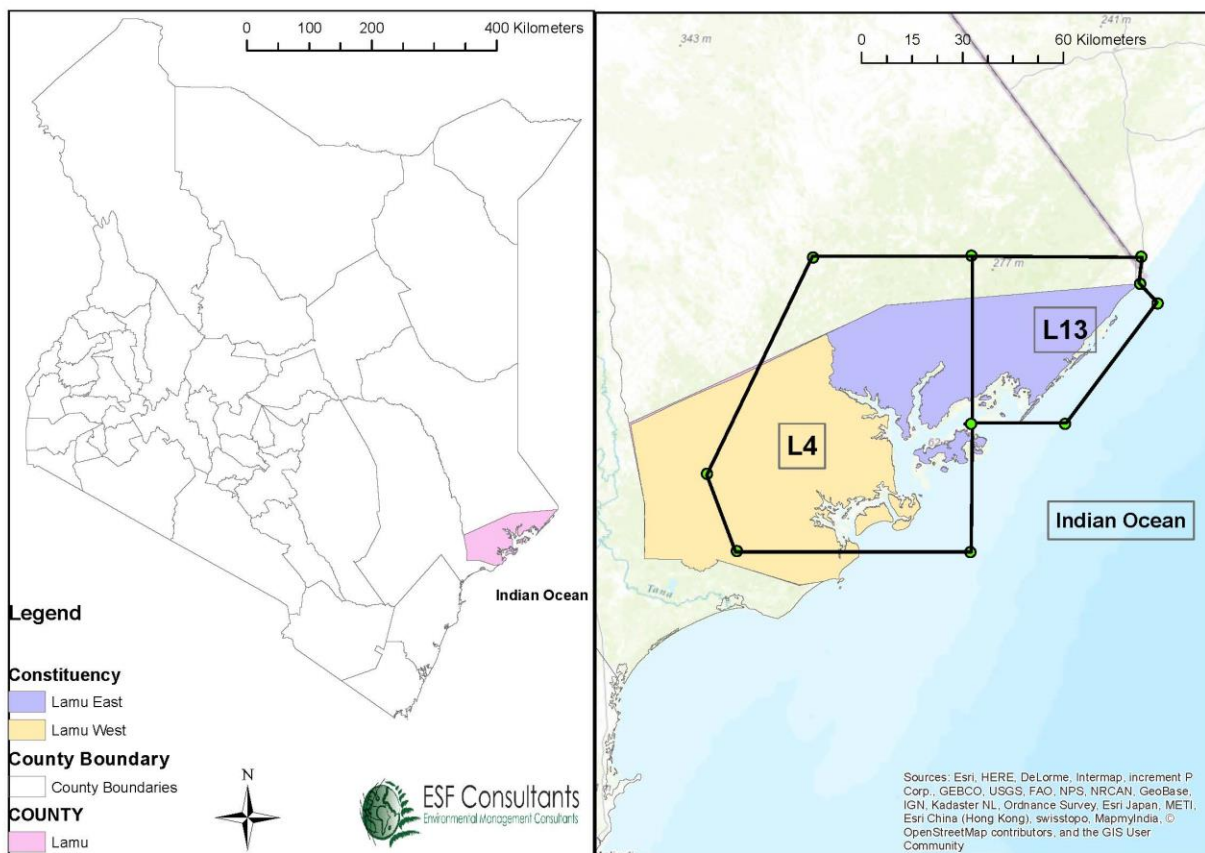 0 100 200 400 Kilometers
Indian Ocean
Legend
Constituency
Lamu East
Lamu West
County Boundary
County Boundaries
COUNTY
Lamu
N
ESF Consultants
Environmental Management Consultants
343 m
241 m
0 15 30 60 Kilometers
277 m
L13
L4
Indian Ocean
Tana
Sources: Esri, HERE, DeLorme, Intermap, increment P
Corp., GEBCO, USGS, FAO, NPS, NRCAN, GeoBase,
IGN, Kadaster NL, Ordnance Survey, Esri Japan, METI,
Esri China (Hong Kong), swisstopo, MapmyIndia, ©
OpenStreetMap contributors, and the GIS User
Community